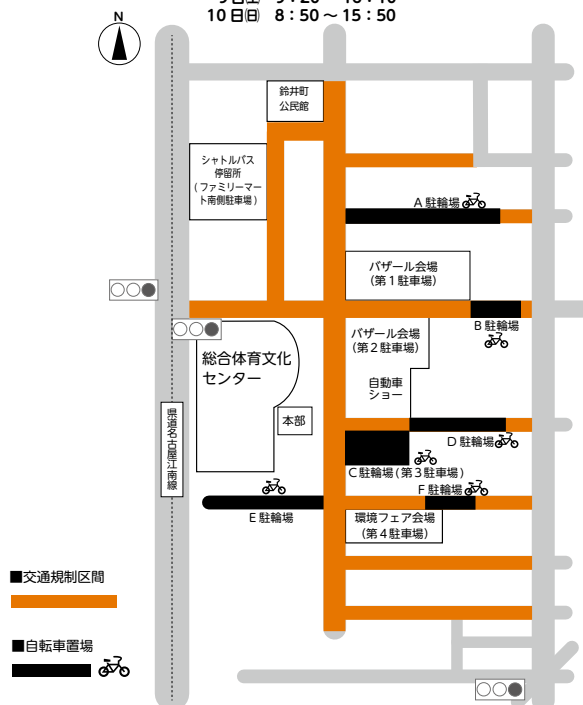 10日㈰ 8：50～15：50
N
鈴井町
公民館
シャトルバス
停留所
(ファミリーマー
ト南側駐車場)
A 駐輪場
バザール会場
(第1駐車場)
B 駐輪場
バザール会場
(第2駐車場)
総合体育文化
センター
自動車
ショー
本部
県道名古屋江南線
D 駐輪場
C 駐輪場(第3駐車場)
F 駐輪場
E 駐輪場
環境フェア会場
(第4駐車場)
■交通規制区間
■自転車置場